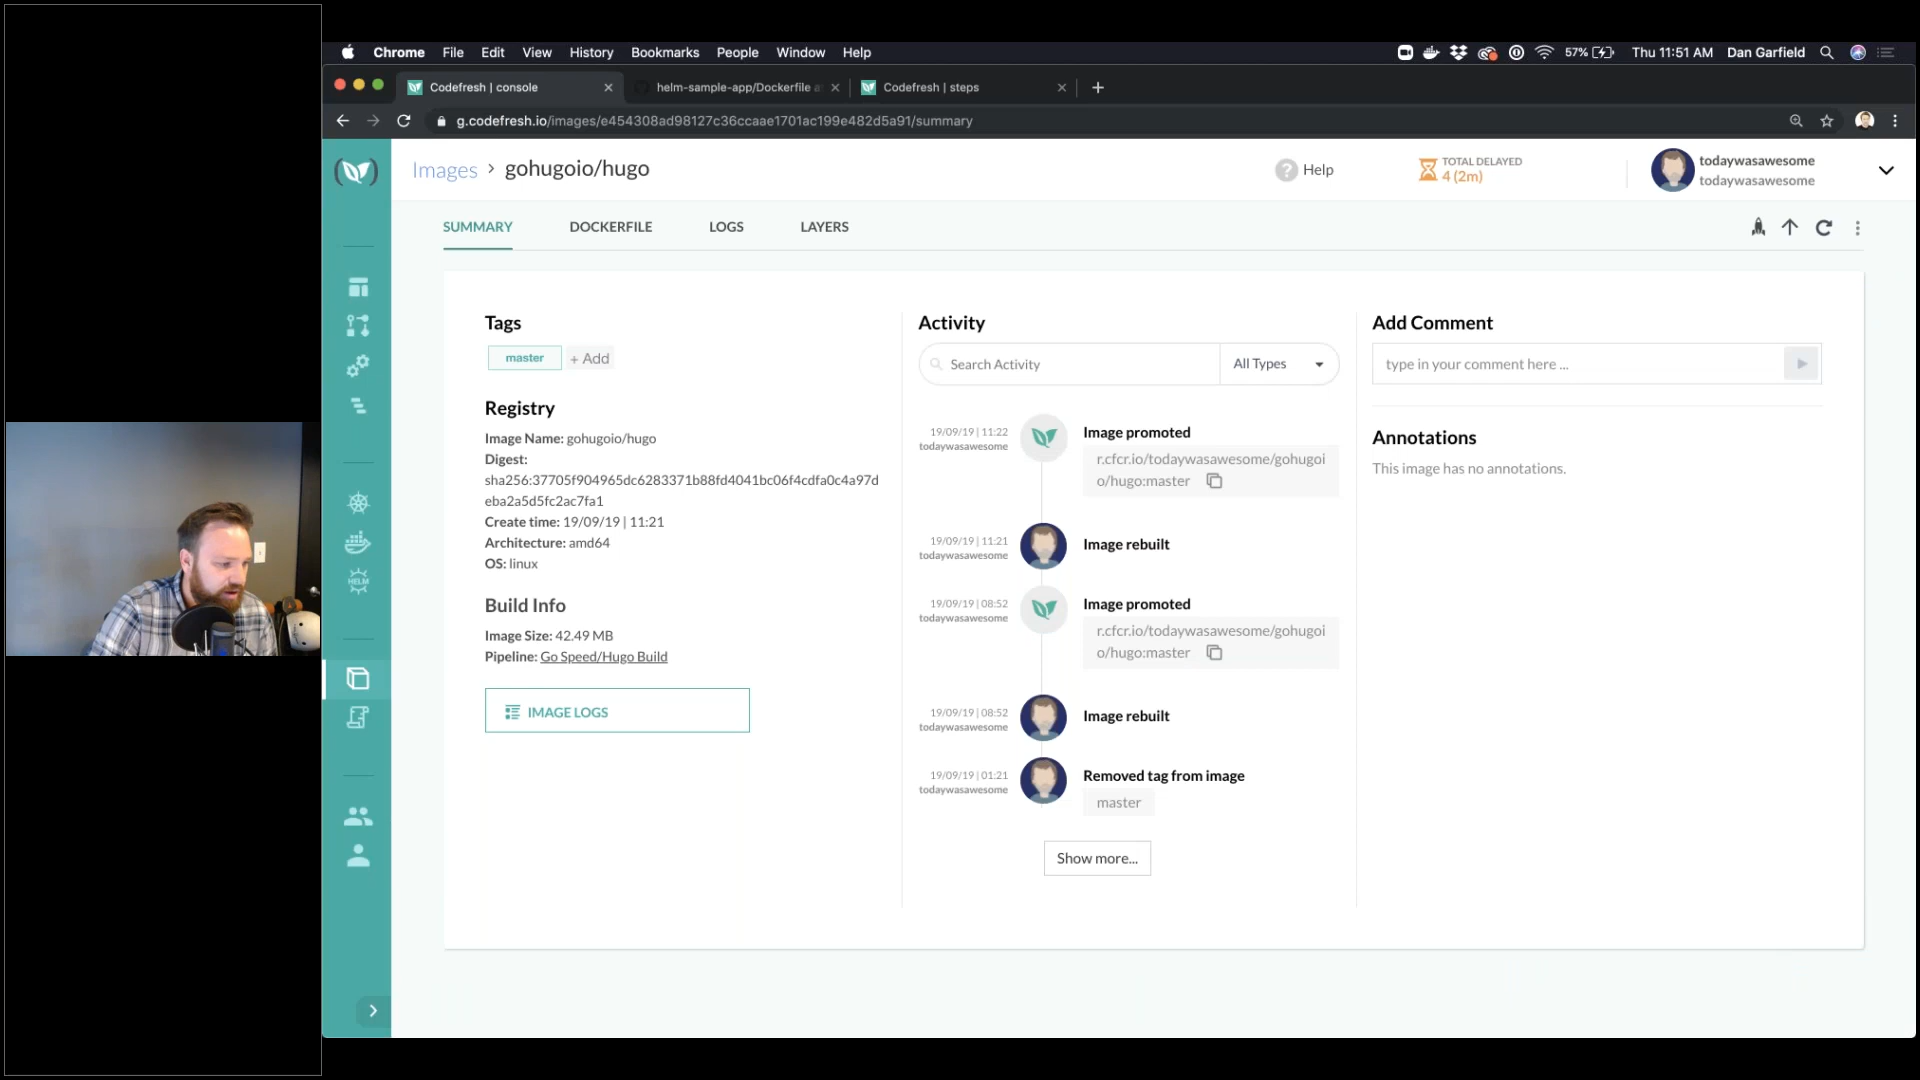 Chrome File Edit View History Bookmarks People Window Help
57% Thu 11:51 AM Dan Garfield
Codefresh | console
helm-sample-app/Dockerfile a
Codefresh | steps
g.codefresh.io/images/e454308ad98127c36ccaae1701ac199e482d5a91/summary
Images > gohugoio/hugo
? Help
TOTAL DELAYED
4 (2m)
todaywasawesome
todaywasawesome
SUMMARY DOCKERFILE LOGS LAYERS
Tags
master + Add
Registry
Image Name: gohugoio/hugo
Digest:
sha256:37705f904965dc6283371b88fd4041bc06f4cdfa0c4a97d
eba2a5d5fc2ac7fa1
Create time: 19/09/19 | 11:21
Architecture: amd64
OS: linux
Build Info
Image Size: 42.49 MB
Pipeline: Go Speed/Hugo Build
IMAGE LOGS
Activity
Search Activity All Types
19/09/19 | 11:22
todaywasawesome
Image promoted
r.cfcr.io/todaywasawesome/gohugoi
o/hugo:master
19/09/19 | 11:21
todaywasawesome
Image rebuilt
19/09/19 | 08:52
todaywasawesome
Image promoted
r.cfcr.io/todaywasawesome/gohugoi
o/hugo:master
19/09/19 | 08:52
todaywasawesome
Image rebuilt
19/09/19 | 01:21
todaywasawesome
Removed tag from image
master
Show more...
Add Comment
type in your comment here ...
Annotations
This image has no annotations.
HELM